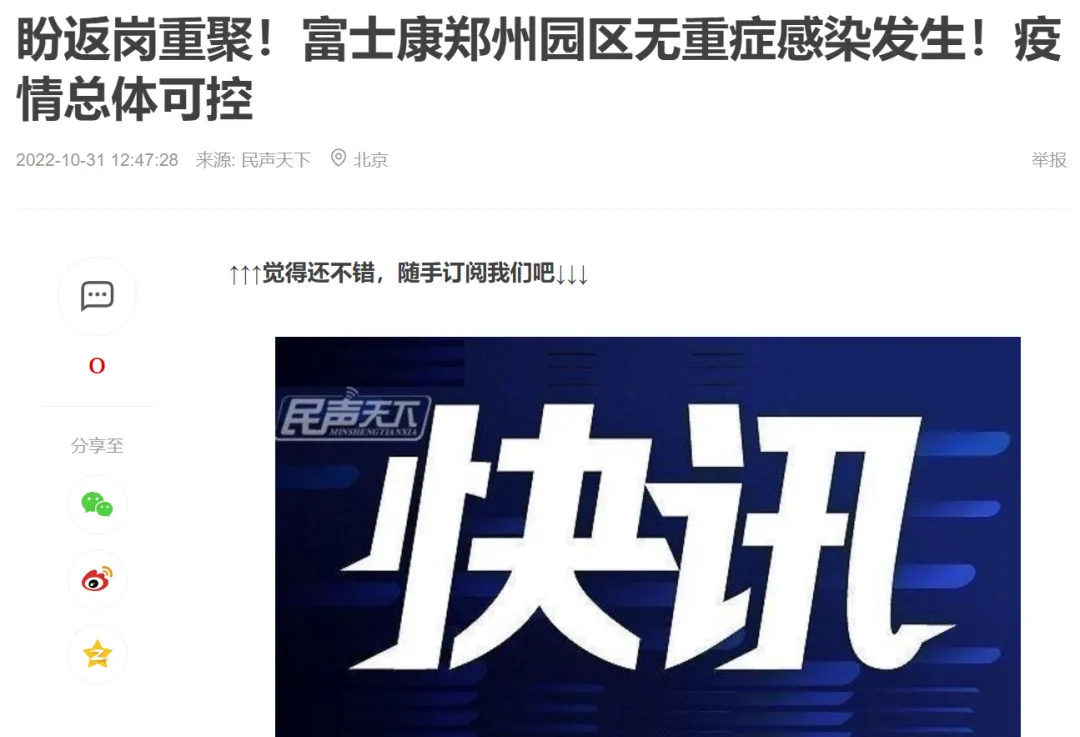 盼返岗重聚！富士康郑州园区无重症感染发生！疫
情总体可控
2022-10-31 12:47:28 来源: 民声天下 北京
举报
↑↑↑觉得还不错，随手订阅我们吧↓↓↓
0
分享至
民声天下
MINSHENGTIANXIA
快讯